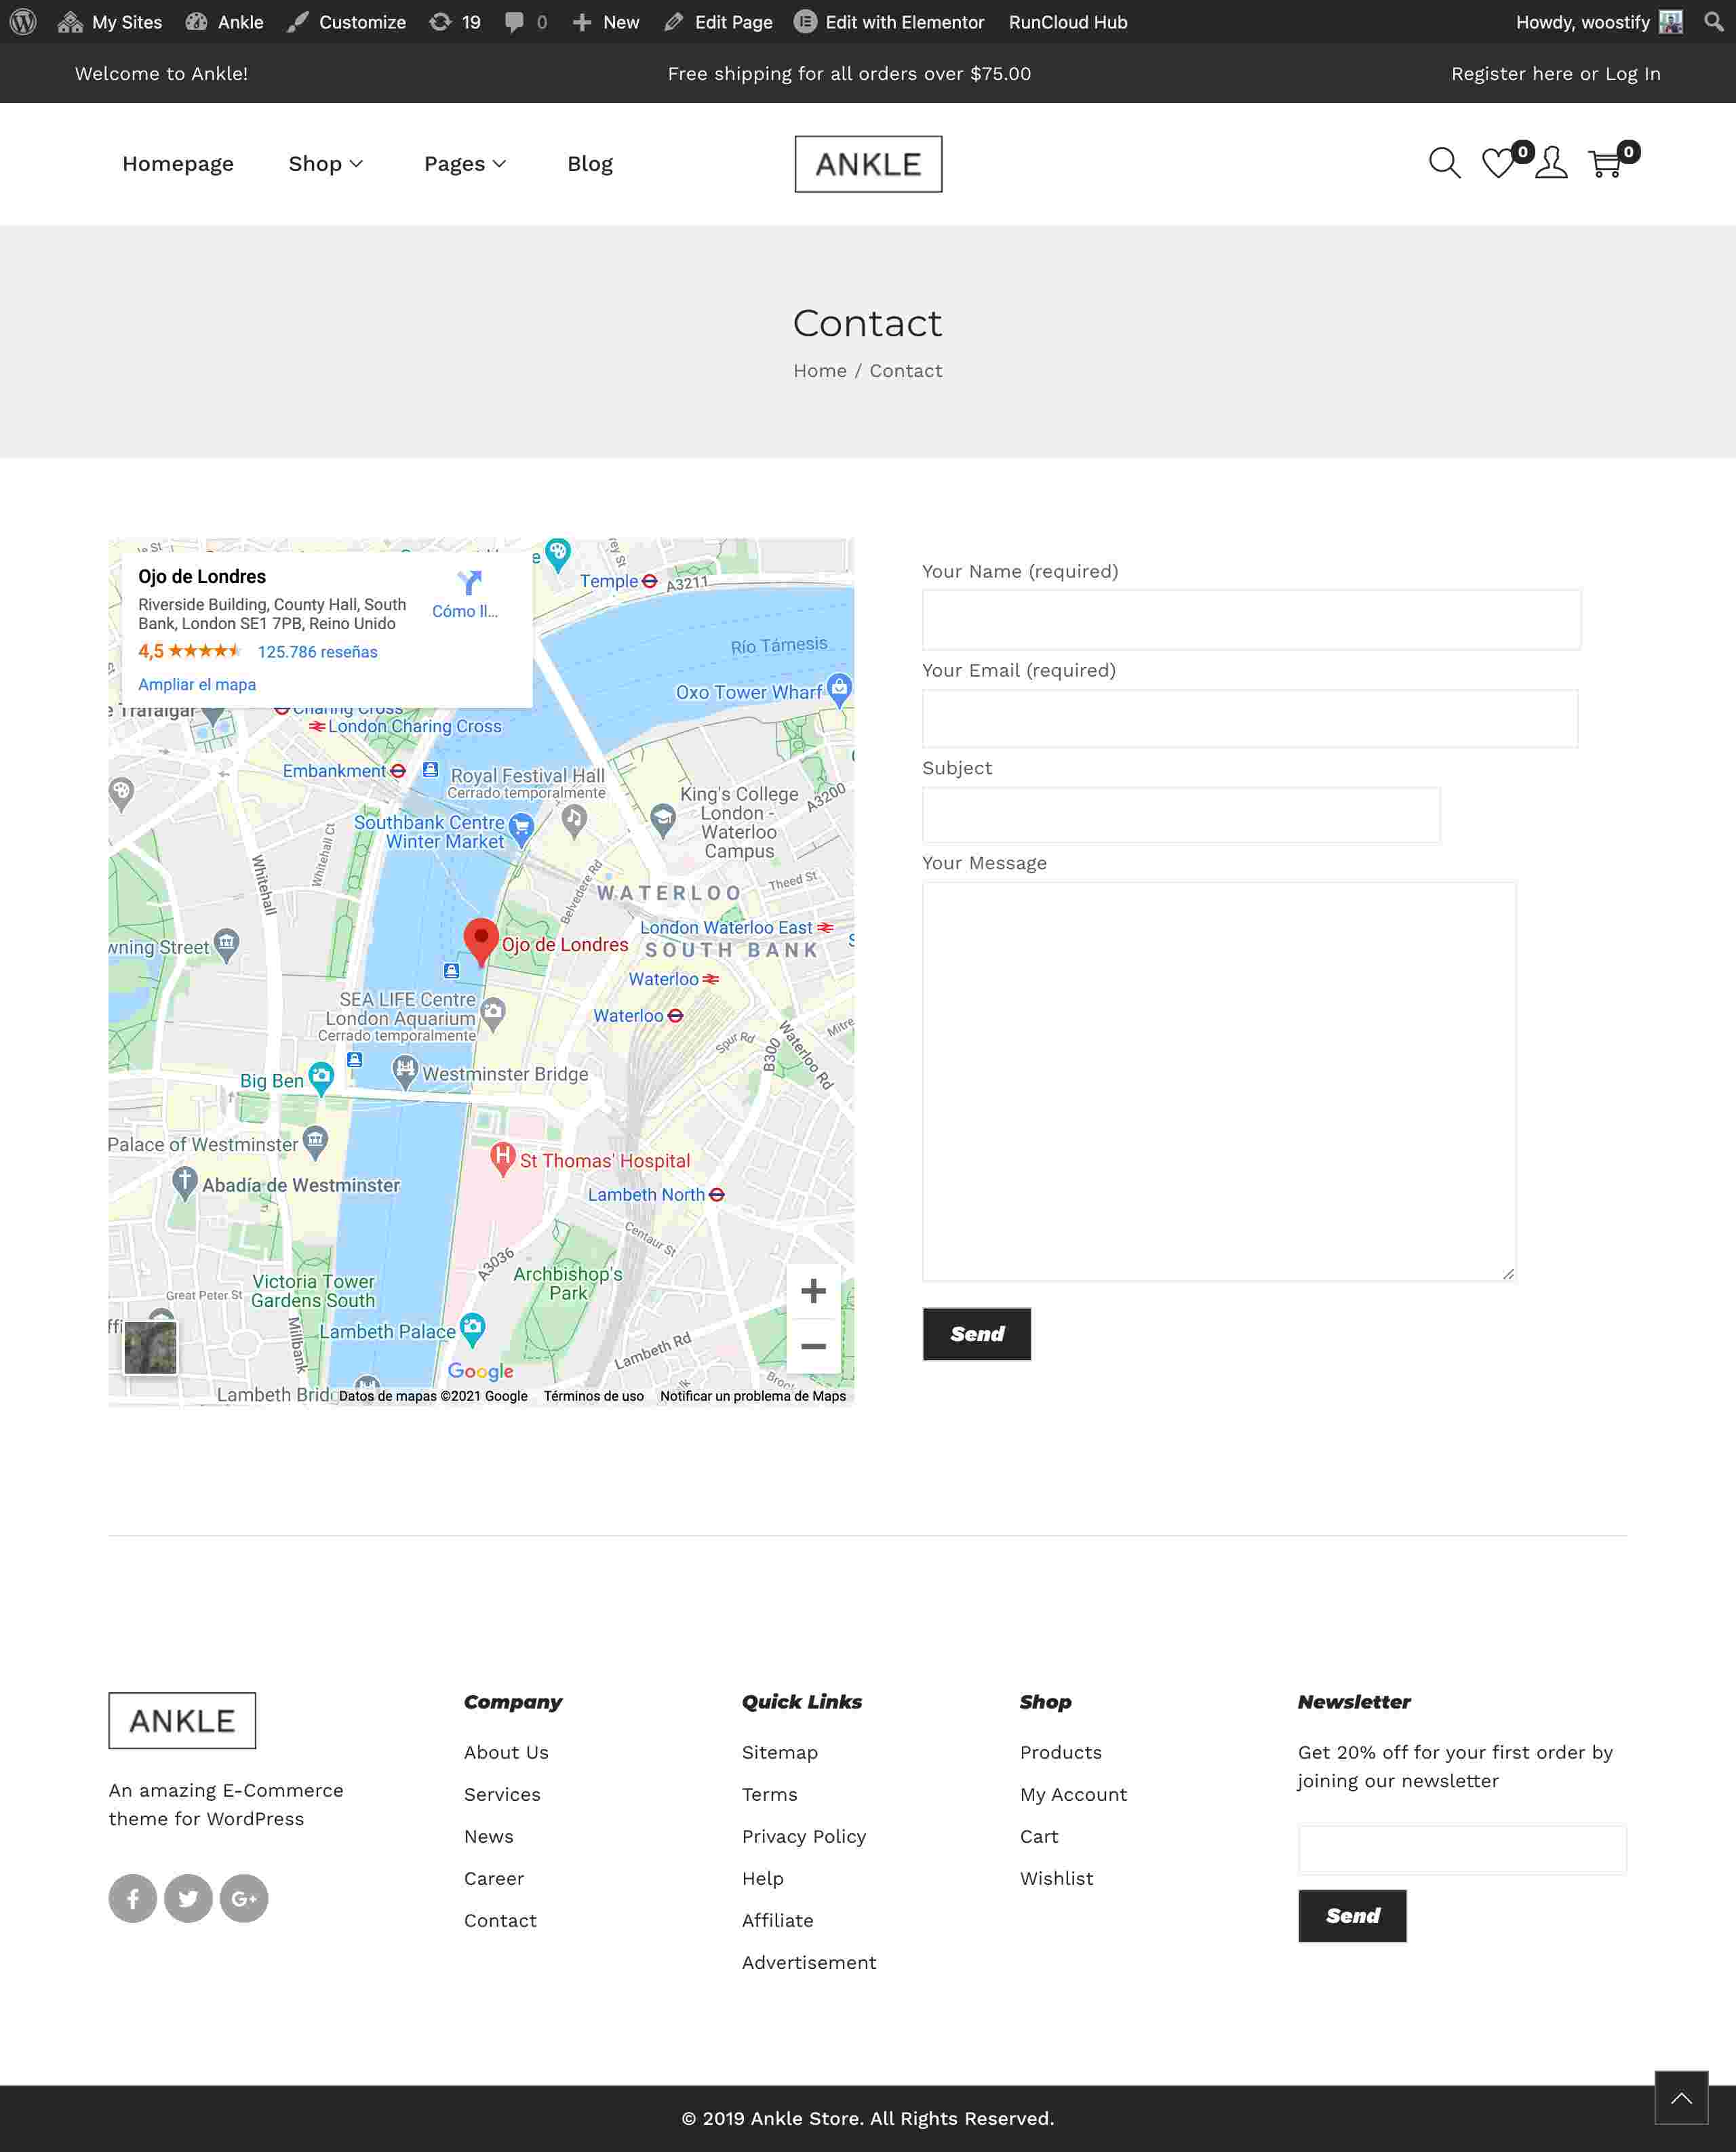 My Sites Ankle Customize 19 0 New Edit Page Edit with Elementor RunCloud Hub Howdy, woostify
Welcome to Ankle! Free shipping for all orders over $75.00 Register here or Log In
Homepage Shop Pages Blog ANKLE 0 0
Contact
Home / Contact
Ojo de Londres
Riverside Building, County Hall, South
Bank, London SE1 7PB, Reino Unido
Cómo ll...
4,5 125.786 reseñas
Ampliar el mapa
Temple
A3211
Río Támesis
Oxo Tower Wharf
Trafalgar
Charing Cross
London Charing Cross
Embankment
Royal Festival Hall
Cerrado temporalmente
King's College
London -
Waterloo
Campus
A3200
Southbank Centre
Winter Market
Whitehall
Whitehall Ct
Belvedere Rd
WATERLOO
Theed St
London Waterloo East
SOUTH BANK
wning Street
Ojo de Londres
Waterloo
SEA LIFE Centre
London Aquarium
Cerrado temporalmente
Waterloo
Spur Rd
B300
Waterloo Rd
Mitre
Big Ben
Westminster Bridge
Palace of Westminster
St Thomas' Hospital
Abadía de Westminster
Lambeth North
Centaur St
A3036
Archbishop's
Park
Victoria Tower
Gardens South
Great Peter St
Millbank
Lambeth Palace
Lambeth Rd
Google
Lambeth Bridg
Datos de mapas ©2021 Google Términos de uso Notificar un problema de Maps
Your Name (required)
Your Email (required)
Subject
Your Message
Send
ANKLE
An amazing E-Commerce
theme for WordPress
Company
About Us
Services
News
Career
Contact
Quick Links
Sitemap
Terms
Privacy Policy
Help
Affiliate
Advertisement
Shop
Products
My Account
Cart
Wishlist
Newsletter
Get 20% off for your first order by
joining our newsletter
Send
© 2019 Ankle Store. All Rights Reserved.